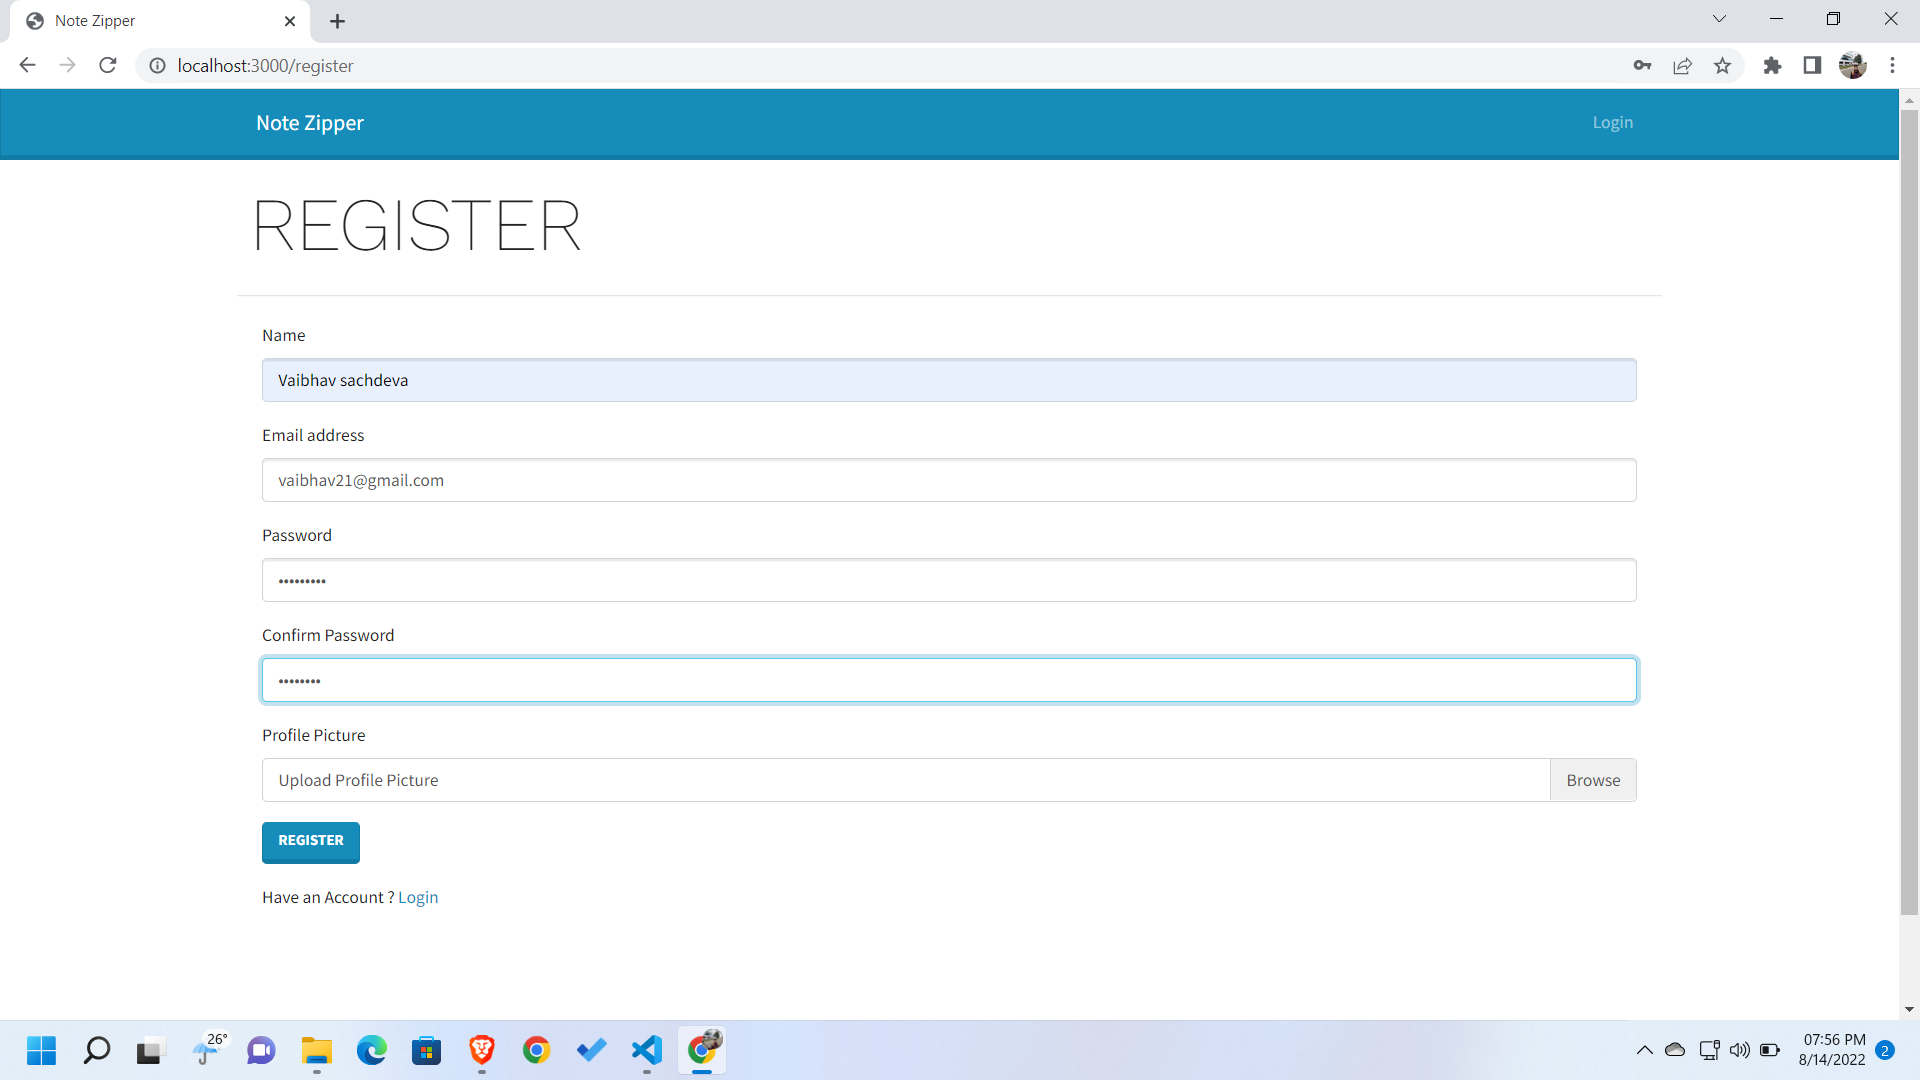 Note Zipper
localhost:3000/register
Note Zipper
Login
REGISTER
Name
Vaibhav sachdeva
Email address
vaibhav21@gmail.com
Password
•••••••••
Confirm Password
••••••••
Profile Picture
Upload Profile Picture
Browse
REGISTER
Have an Account ? Login
26°
07:56 PM
8/14/2022
2